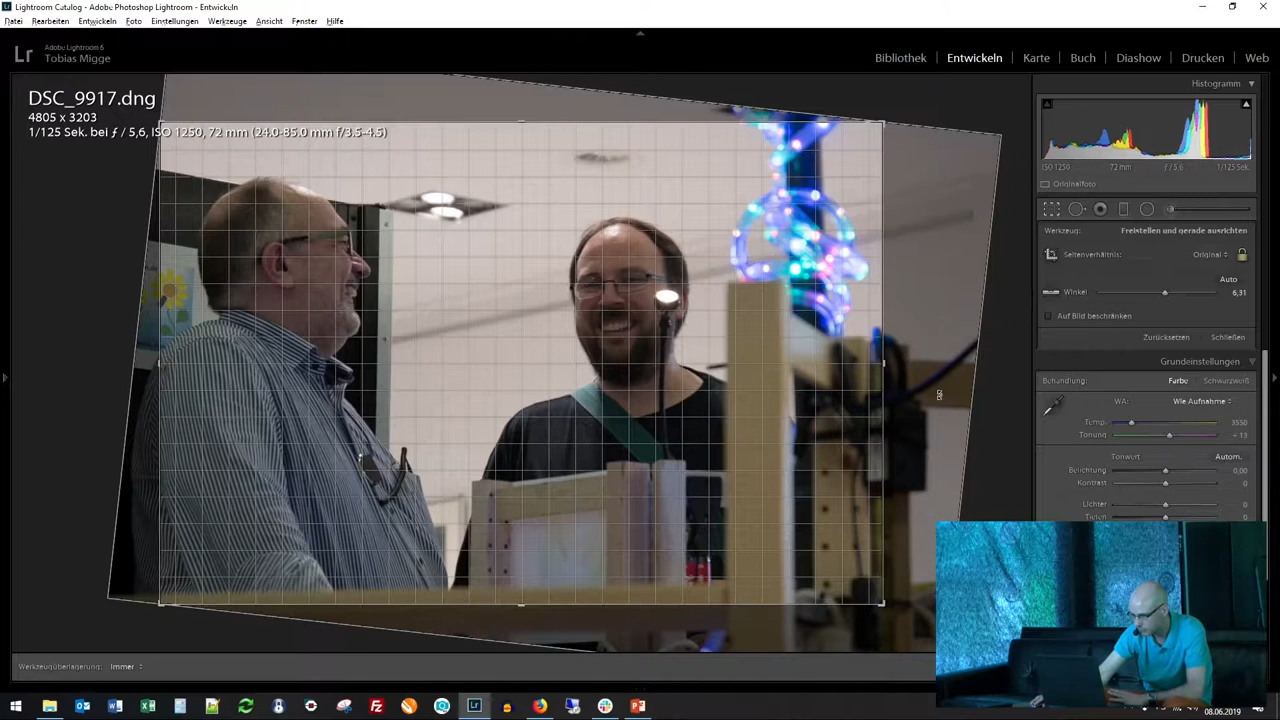 Lightroom Catalog - Adobe Photoshop Lightroom - Entwickeln
Datei Bearbeiten Entwickeln Foto Einstellungen Werkzeuge Ansicht Fenster Hilfe
Lr
Adobe Lightroom 6
Tobias Migge
Bibliothek Entwickeln Karte Buch Diashow Drucken Web
DSC_9917.dng
4805 x 3203
1/125 Sek. bei ƒ / 5,6, ISO 1250, 72 mm (24.0-85.0 mm f/3.5-4.5)
Histogramm
ISO 1250 72 mm ƒ / 5,6 1/125 Sek.
Originalfoto
Werkzeug: Freistellen und gerade ausrichten
Seitenverhältnis: Original
Auto
Winkel 6,31
Auf Bild beschränken
Zurücksetzen Schließen
Grundeinstellungen
Behandlung: Farbe Schwarzweiß
WA: Wie Aufnahme
Temp. 3550
Tonung + 13
Tonwert Autom.
Belichtung 0,00
Kontrast 0
Lichter 0
Tiefen 0
Werkzeugüberlagerung: Immer
08.06.2019